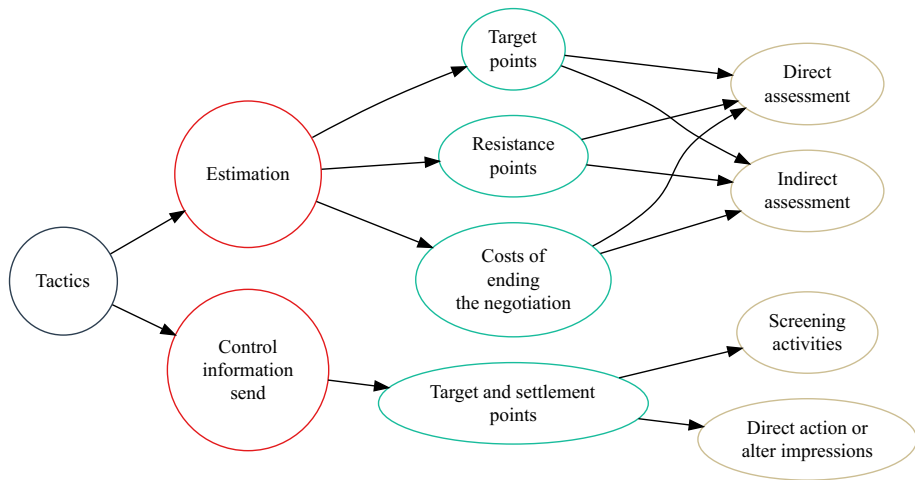 Target
points
Direct
assessment
Estimation
Resistance
points
Indirect
assessment
Tactics
Costs of
ending
the negotiation
Control
information
send
Target and settlement
points
Screening
activities
Direct action or
alter impressions